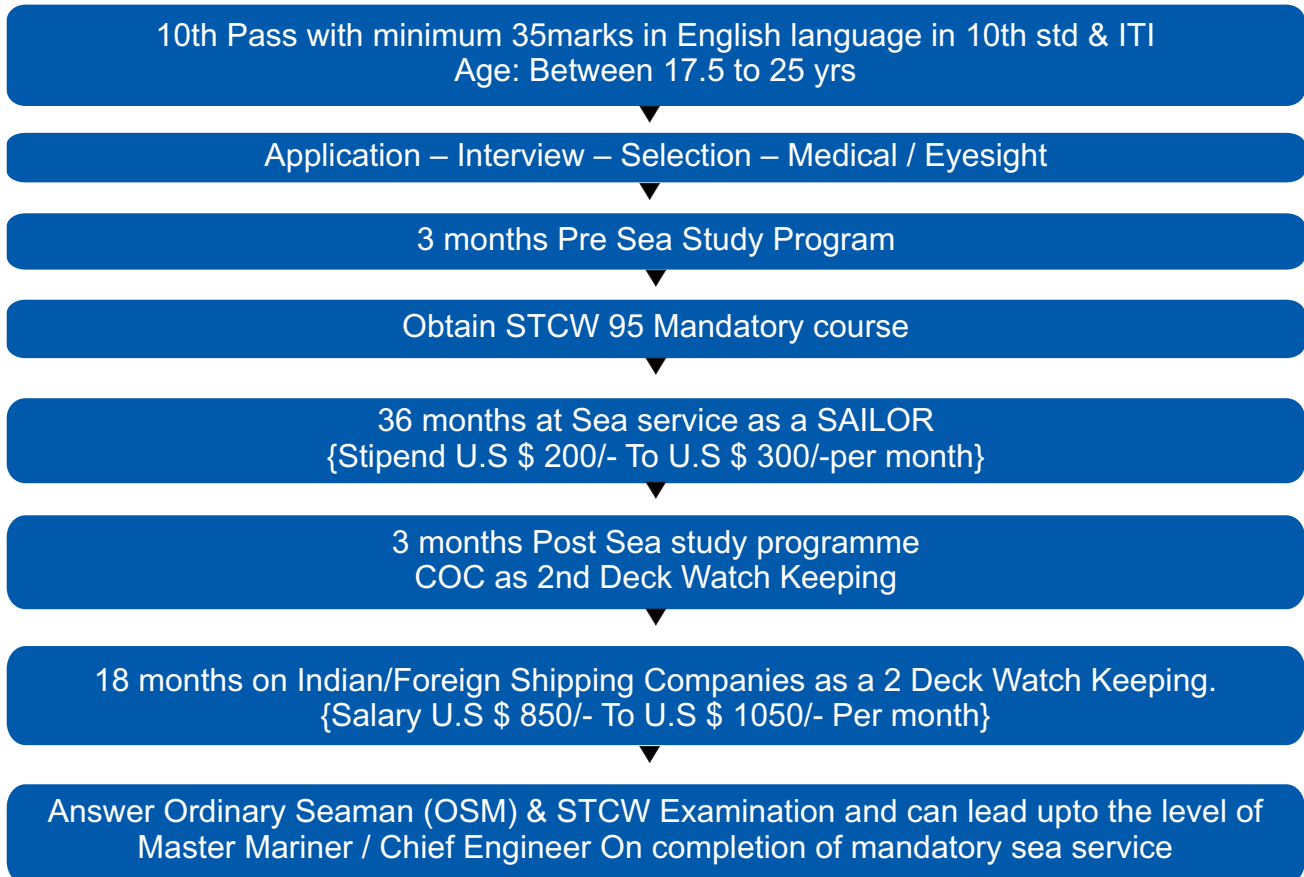 10th Pass with minimum 35marks in English language in 10th std & ITI
Age: Between 17.5 to 25 yrs
Application – Interview – Selection – Medical / Eyesight
3 months Pre Sea Study Program
Obtain STCW 95 Mandatory course
36 months at Sea service as a SAILOR
{Stipend U.S $ 200/- To U.S $ 300/-per month}
3 months Post Sea study programme
COC as 2nd Deck Watch Keeping
18 months on Indian/Foreign Shipping Companies as a 2 Deck Watch Keeping.
{Salary U.S $ 850/- To U.S $ 1050/- Per month}
Answer Ordinary Seaman (OSM) & STCW Examination and can lead upto the level of
Master Mariner / Chief Engineer On completion of mandatory sea service